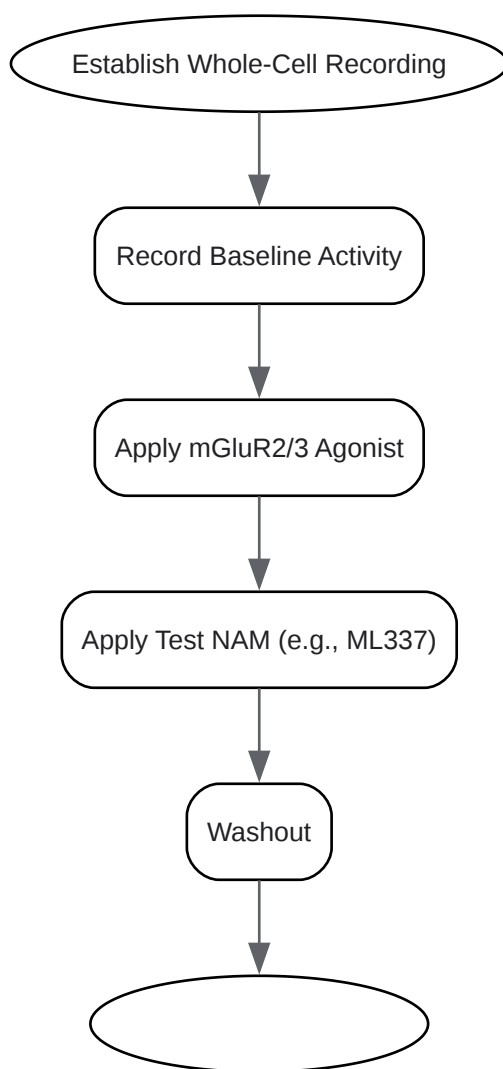 Establish Whole-Cell Recording
Record Baseline Activity
Apply mGluR2/3 Agonist
Apply Test NAM (e.g., ML337)
Washout